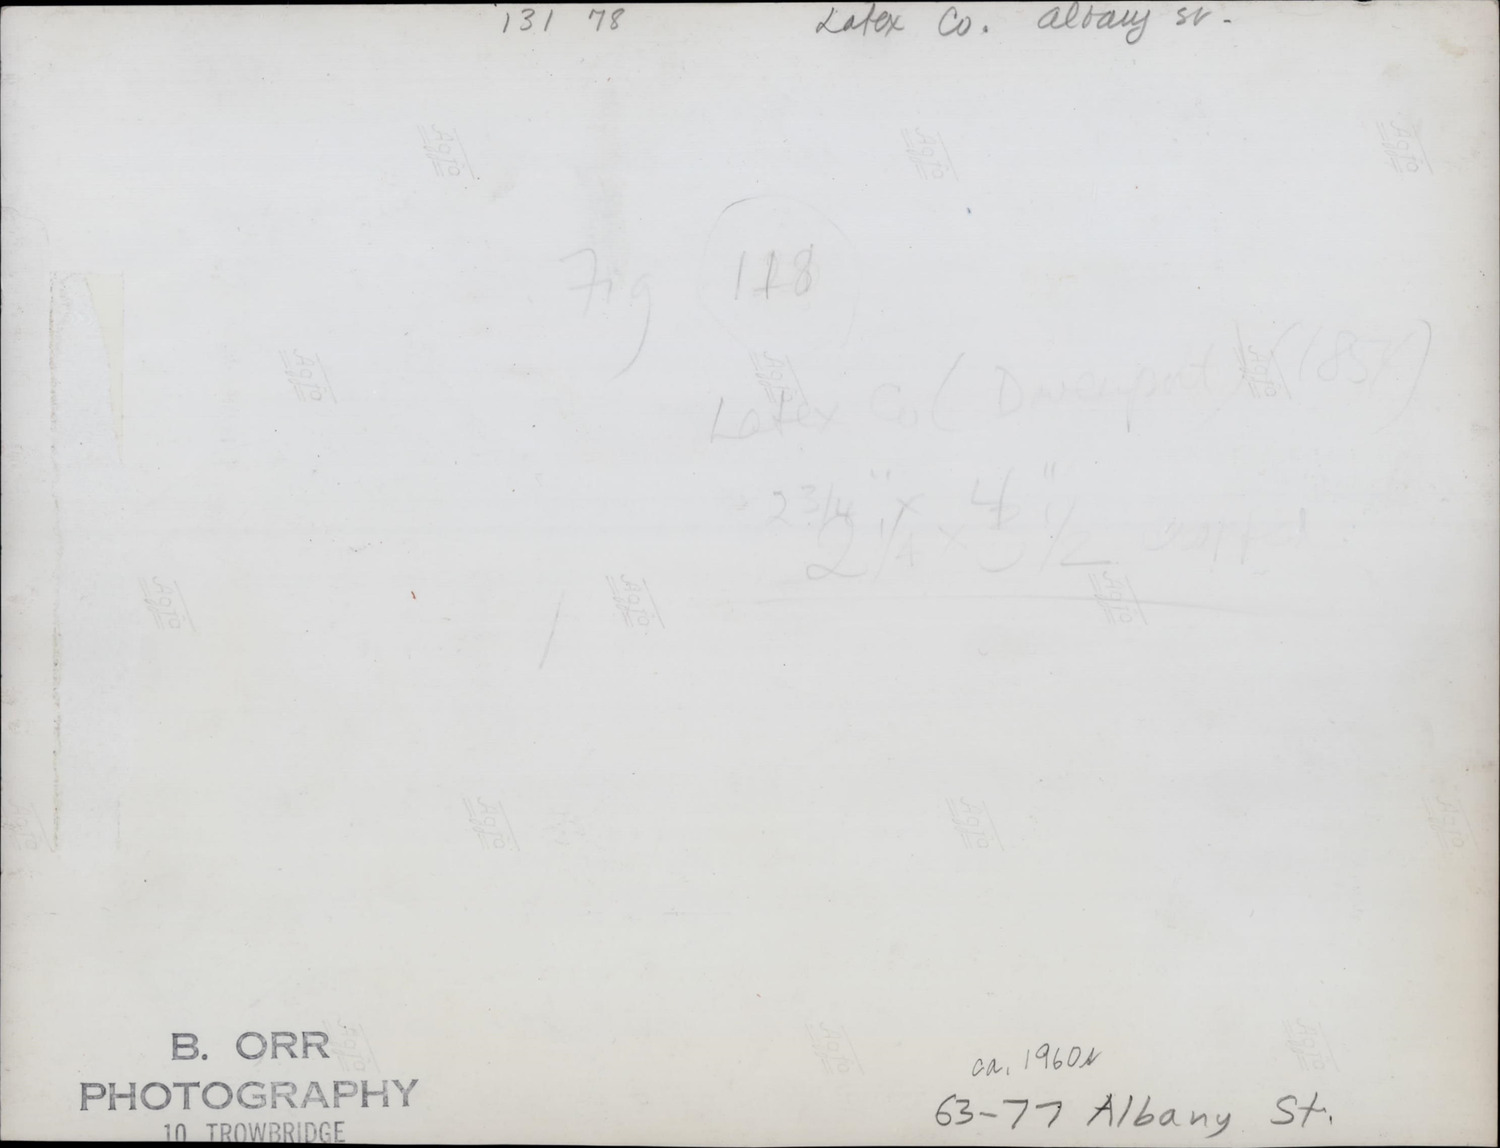 131 78 Latex Co. Albany St.
Fig 118
Latex Co (Davenport) (1857)
2 3/4" x 4"
2 1/4 x 3 1/2
ca. 1960s
63-77 Albany St.
B. ORR
PHOTOGRAPHY
10 TROWBRIDGE